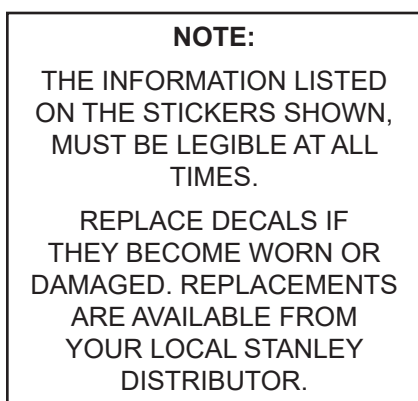 NOTE:
THE INFORMATION LISTED
ON THE STICKERS SHOWN,
MUST BE LEGIBLE AT ALL
TIMES.
REPLACE DECALS IF
THEY BECOME WORN OR
DAMAGED. REPLACEMENTS
ARE AVAILABLE FROM
YOUR LOCAL STANLEY
DISTRIBUTOR.